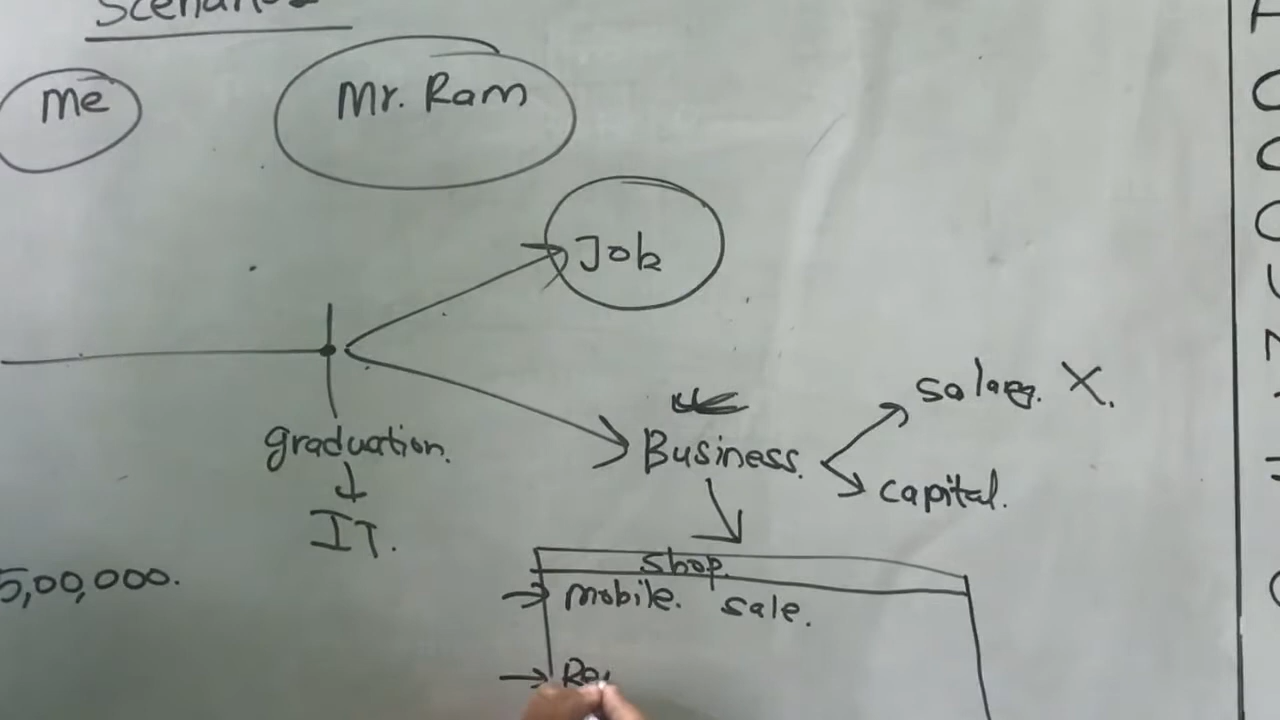 Me
Mr. Ram
Job
salary. X.
graduation.
Business.
capital.
IT.
shop.
5,00,000.
mobile. sale.